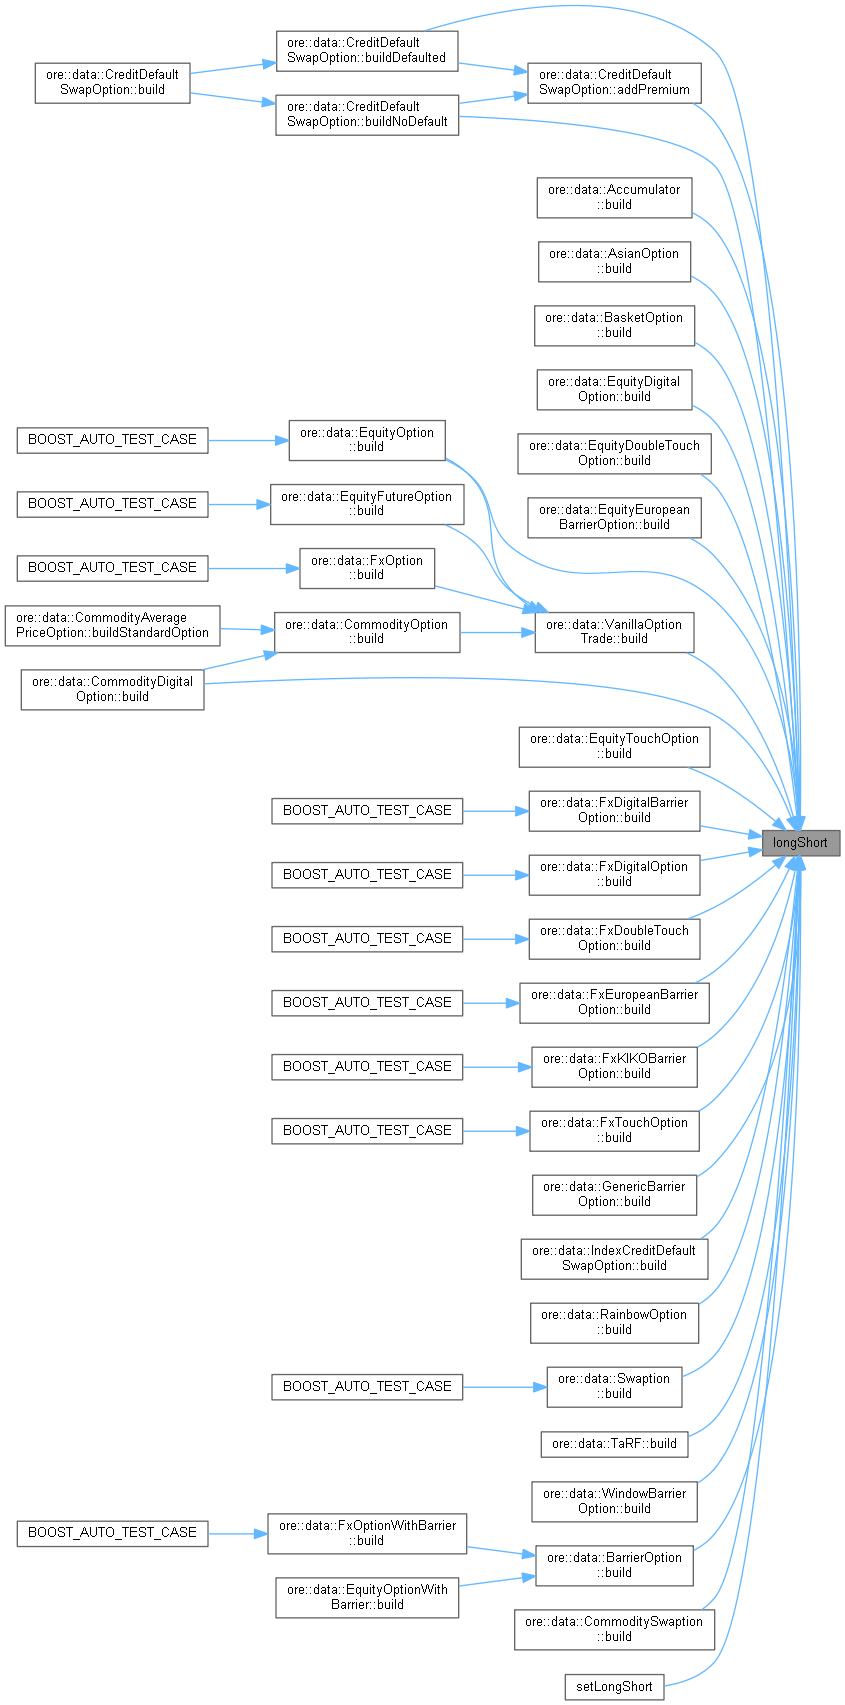 ore::data::CreditDefault
SwapOption::buildDefaulted
ore::data::CreditDefault
SwapOption::build
ore::data::CreditDefault
SwapOption::addPremium
ore::data::CreditDefault
SwapOption::buildNoDefault
ore::data::Accumulator
::build
ore::data::AsianOption
::build
ore::data::BasketOption
::build
ore::data::EquityDigital
Option::build
BOOST_AUTO_TEST_CASE
ore::data::EquityOption
::build
ore::data::EquityDoubleTouch
Option::build
BOOST_AUTO_TEST_CASE
ore::data::EquityFutureOption
::build
ore::data::EquityEuropean
BarrierOption::build
BOOST_AUTO_TEST_CASE
ore::data::FxOption
::build
ore::data::CommodityAverage
PriceOption::buildStandardOption
ore::data::CommodityOption
::build
ore::data::VanillaOption
Trade::build
ore::data::CommodityDigital
Option::build
ore::data::EquityTouchOption
::build
BOOST_AUTO_TEST_CASE
ore::data::FxDigitalBarrier
Option::build
longShort
BOOST_AUTO_TEST_CASE
ore::data::FxDigitalOption
::build
BOOST_AUTO_TEST_CASE
ore::data::FxDoubleTouch
Option::build
BOOST_AUTO_TEST_CASE
ore::data::FxEuropeanBarrier
Option::build
BOOST_AUTO_TEST_CASE
ore::data::FxKIKOBarrier
Option::build
BOOST_AUTO_TEST_CASE
ore::data::FxTouchOption
::build
ore::data::GenericBarrier
Option::build
ore::data::IndexCreditDefault
SwapOption::build
ore::data::RainbowOption
::build
BOOST_AUTO_TEST_CASE
ore::data::Swaption
::build
ore::data::TaRF::build
ore::data::WindowBarrier
Option::build
BOOST_AUTO_TEST_CASE
ore::data::FxOptionWithBarrier
::build
ore::data::BarrierOption
::build
ore::data::EquityOptionWith
Barrier::build
ore::data::CommoditySwaption
::build
setLongShort